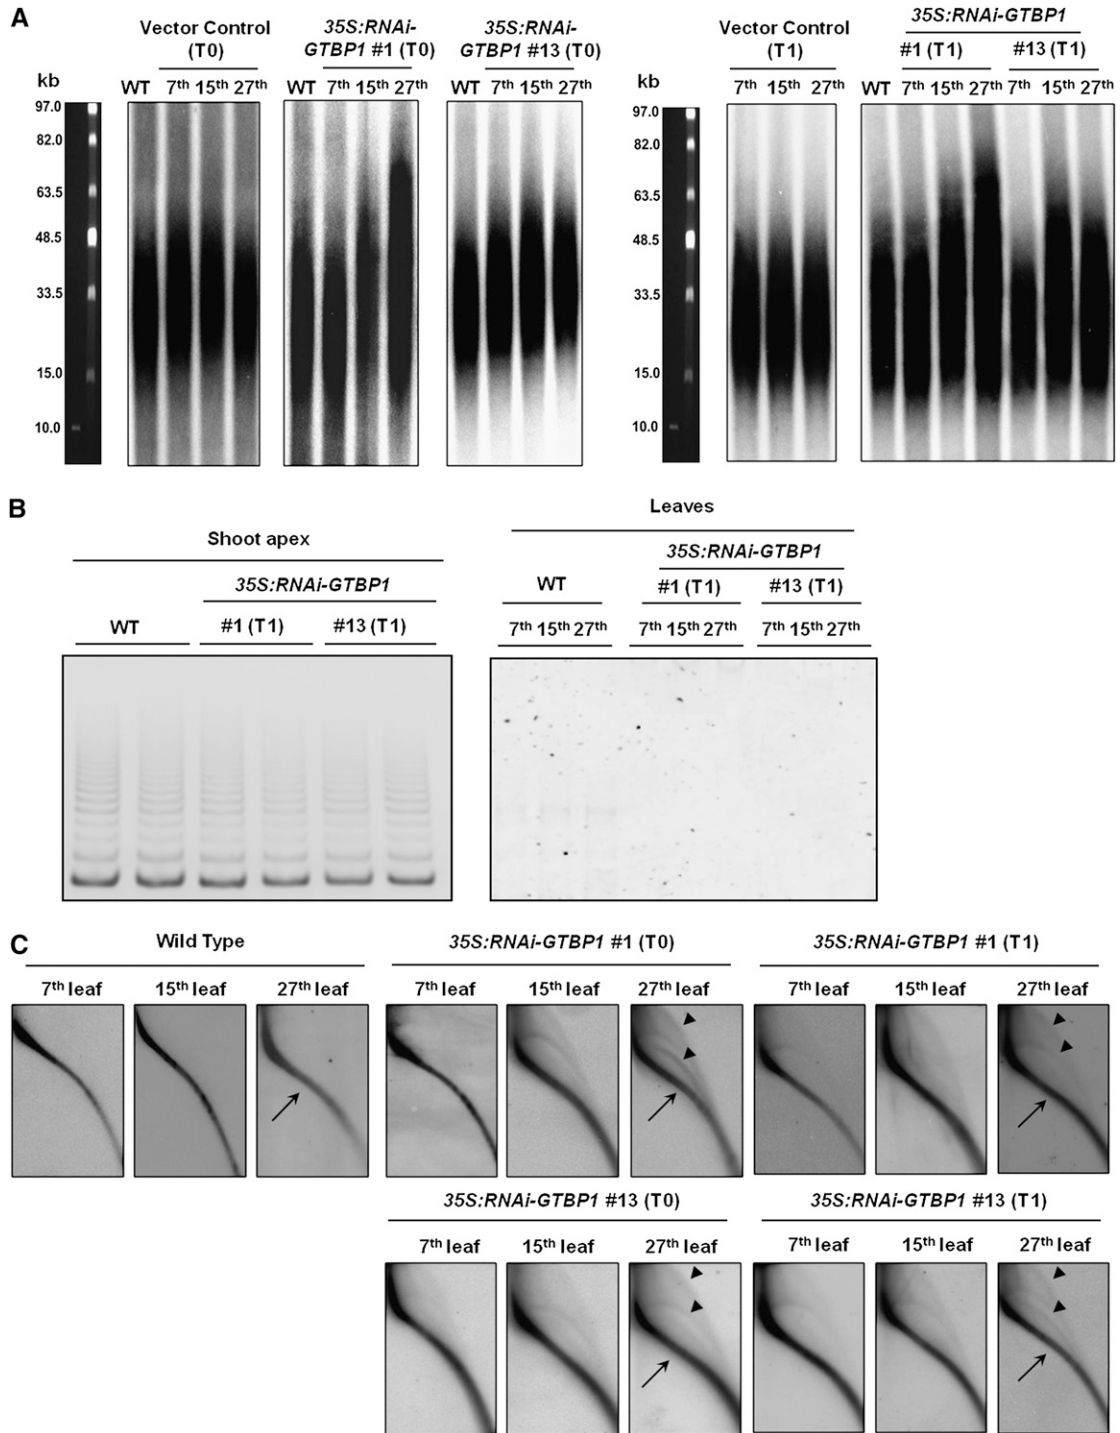 A
Vector Control
(T0)
35S:RNAi-
GTBP1 #1 (T0)
35S:RNAi-
GTBP1 #13 (T0)
kb
WT 7th 15th 27th
WT 7th 15th 27th
WT 7th 15th 27th
97.0
82.0
63.5
48.5
33.5
15.0
10.0
Vector Control
(T1)
35S:RNAi-GTBP1
#1 (T1) #13 (T1)
kb
7th 15th 27th
WT 7th 15th 27th 7th 15th 27th
97.0
82.0
63.5
48.5
33.5
15.0
10.0
B
Shoot apex
35S:RNAi-GTBP1
WT #1 (T1) #13 (T1)
Leaves
35S:RNAi-GTBP1
WT #1 (T1) #13 (T1)
7th 15th 27th 7th 15th 27th 7th 15th 27th
C
Wild Type
7th leaf 15th leaf 27th leaf
35S:RNAi-GTBP1 #1 (T0)
7th leaf 15th leaf 27th leaf
35S:RNAi-GTBP1 #1 (T1)
7th leaf 15th leaf 27th leaf
35S:RNAi-GTBP1 #13 (T0)
7th leaf 15th leaf 27th leaf
35S:RNAi-GTBP1 #13 (T1)
7th leaf 15th leaf 27th leaf